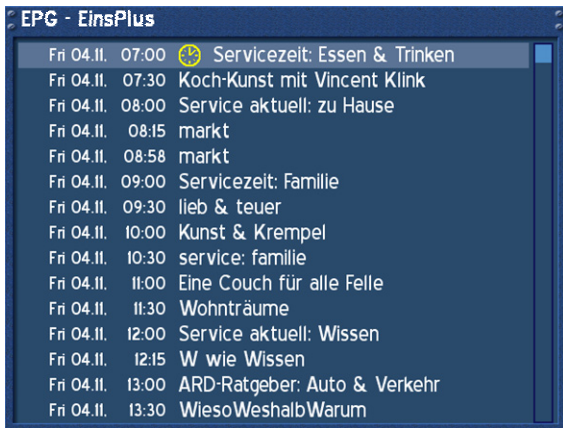 EPG - EinsPlus
Fri 04.11. 07:00 Servicezeit: Essen & Trinken
Fri 04.11. 07:30 Koch-Kunst mit Vincent Klink
Fri 04.11. 08:00 Service aktuell: zu Hause
Fri 04.11. 08:15 markt
Fri 04.11. 08:58 markt
Fri 04.11. 09:00 Servicezeit: Familie
Fri 04.11. 09:30 lieb & teuer
Fri 04.11. 10:00 Kunst & Krempel
Fri 04.11. 10:30 service: familie
Fri 04.11. 11:00 Eine Couch für alle Felle
Fri 04.11. 11:30 Wohnträume
Fri 04.11. 12:00 Service aktuell: Wissen
Fri 04.11. 12:15 W wie Wissen
Fri 04.11. 13:00 ARD-Ratgeber: Auto & Verkehr
Fri 04.11. 13:30 WiesoWeshalbWarum